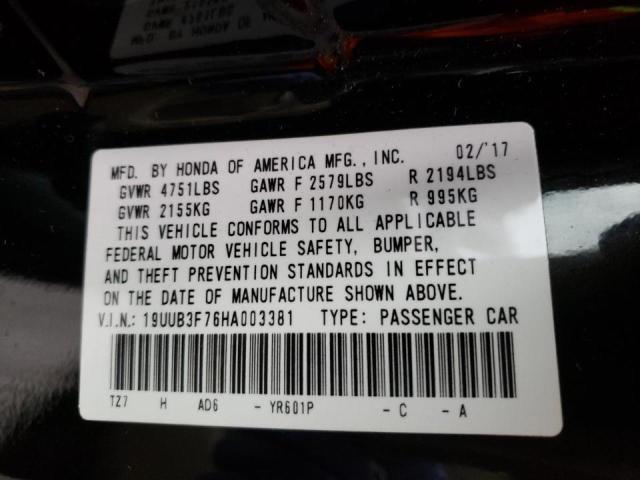 MFD. BY HONDA OF AMERICA MFG., INC. 02/'17
GVWR 4751LBS GAWR F 2579LBS R 2194LBS
GVWR 2155KG GAWR F 1170KG R 995KG
THIS VEHICLE CONFORMS TO ALL APPLICABLE
FEDERAL MOTOR VEHICLE SAFETY, BUMPER,
AND THEFT PREVENTION STANDARDS IN EFFECT
ON THE DATE OF MANUFACTURE SHOWN ABOVE.
V.I.N.: 19UUB3F76HA003381 TYPE: PASSENGER CAR
TZ7 H AD6 - YR601P - C - A